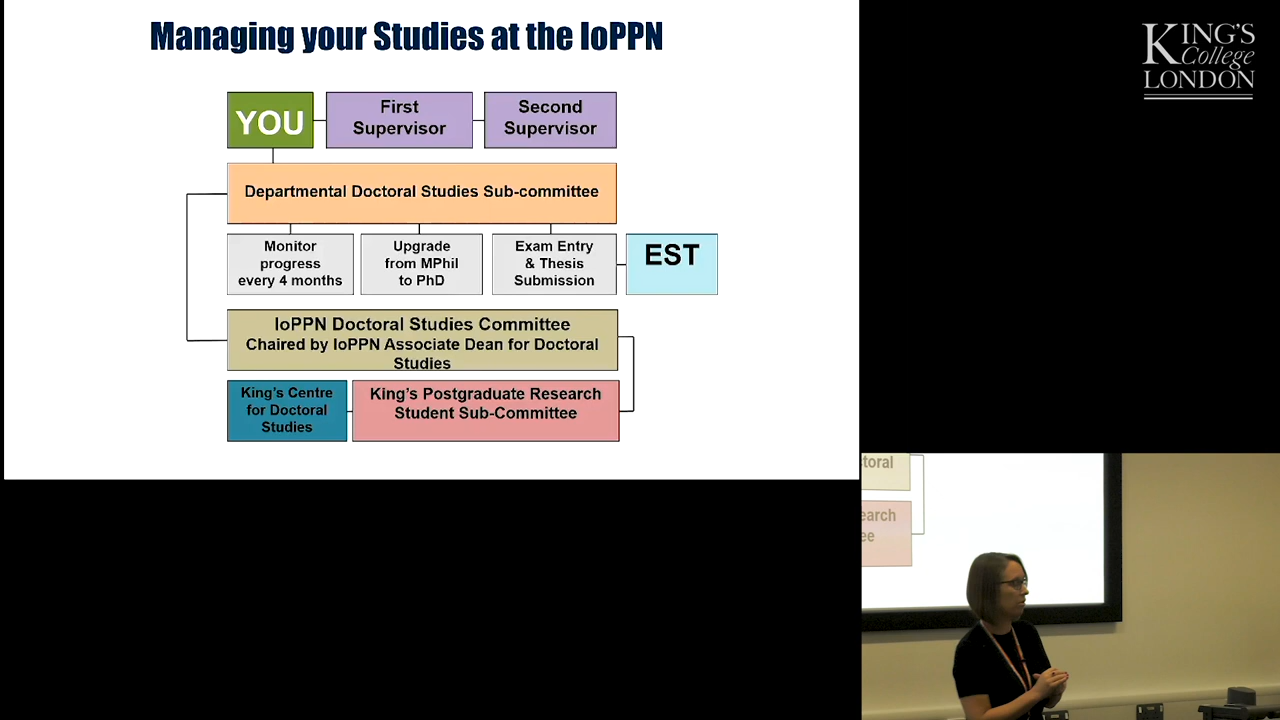 Managing your Studies at the IoPPN
KING'S
College
LONDON
YOU
First
Supervisor
Second
Supervisor
Departmental Doctoral Studies Sub-committee
Monitor
progress
every 4 months
Upgrade
from MPhil
to PhD
Exam Entry
& Thesis
Submission
EST
IoPPN Doctoral Studies Committee
Chaired by IoPPN Associate Dean for Doctoral
Studies
King's Centre
for Doctoral
Studies
King's Postgraduate Research
Student Sub-Committee
toral
earch
ee